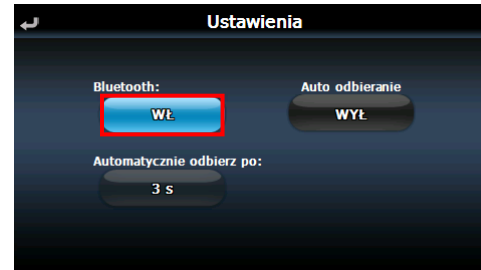 Ustawienia
Bluetooth:
Auto odbieranie
WŁ
WYŁ
Automatycznie odbierz po:
3 s